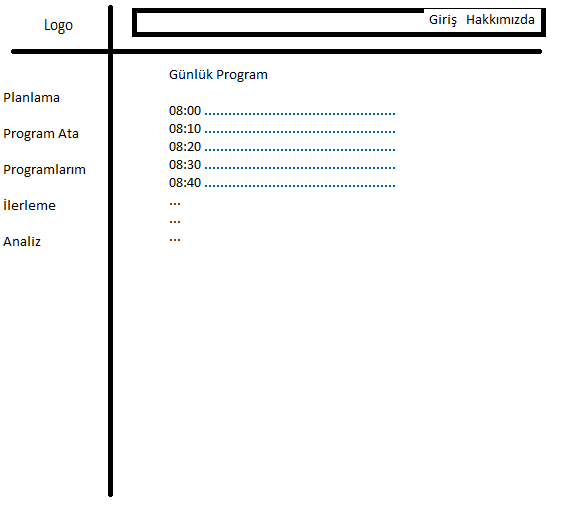 Logo
Giriş Hakkımızda
Günlük Program
Planlama
Program Ata
Programlarım
İlerleme
Analiz
08:00 ................................................
08:10 ................................................
08:20 ................................................
08:30 ................................................
08:40 ................................................
...
...
...